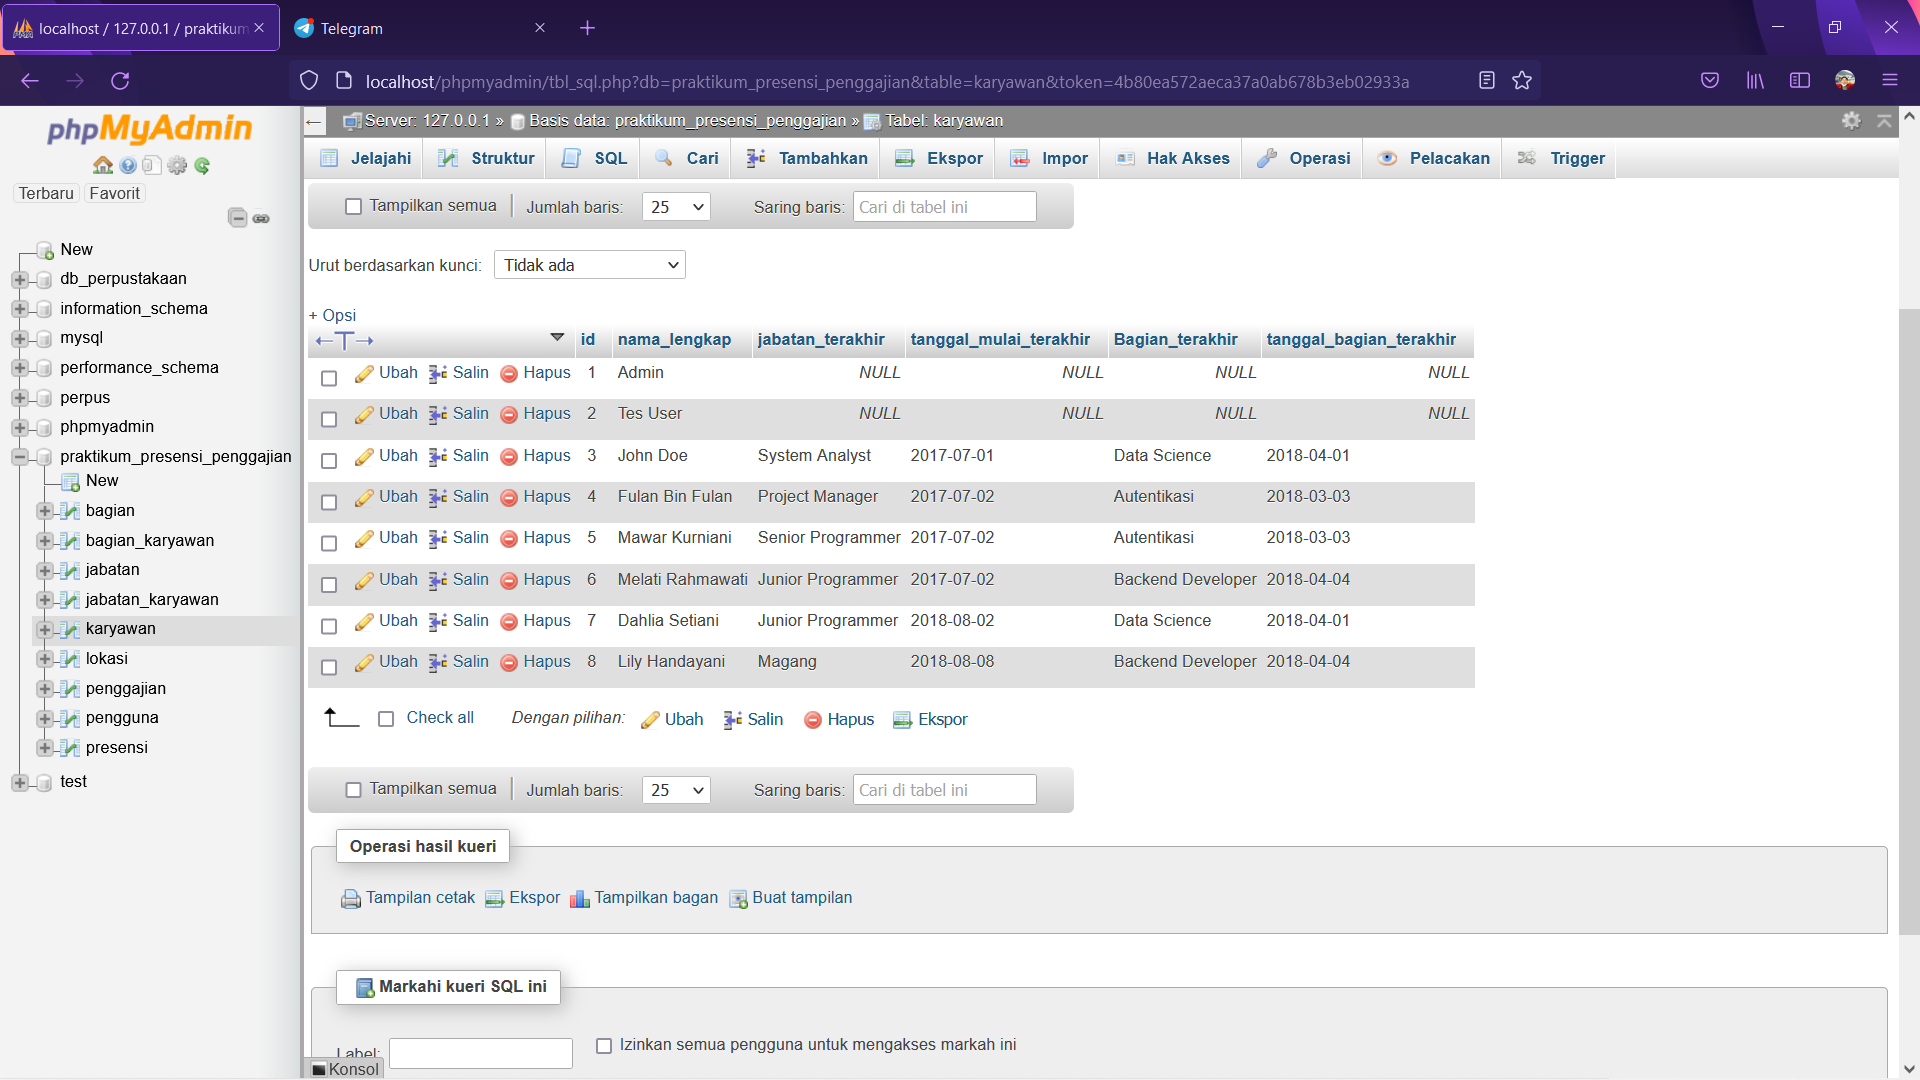 localhost / 127.0.0.1 / praktikum
Telegram
localhost/phpmyadmin/tbl_sql.php?db=praktikum_presensi_penggajian&table=karyawan&token=4b80ea572aeca37a0ab678b3eb02933a
phpMyAdmin
Terbaru Favorit
New
db_perpustakaan
information_schema
mysql
performance_schema
perpus
phpmyadmin
praktikum_presensi_penggajian
New
bagian
bagian_karyawan
jabatan
jabatan_karyawan
karyawan
lokasi
penggajian
pengguna
presensi
test
Server: 127.0.0.1 » Basis data: praktikum_presensi_penggajian » Tabel: karyawan
Jelajahi Struktur SQL Cari Tambahkan Ekspor Impor Hak Akses Operasi Pelacakan Trigger
Tampilkan semua | Jumlah baris: 25 Saring baris: Cari di tabel ini
Urut berdasarkan kunci: Tidak ada
+ Opsi
←T→ id nama_lengkap jabatan_terakhir tanggal_mulai_terakhir Bagian_terakhir tanggal_bagian_terakhir
Ubah Salin Hapus 1 Admin NULL NULL NULL NULL
Ubah Salin Hapus 2 Tes User NULL NULL NULL NULL
Ubah Salin Hapus 3 John Doe System Analyst 2017-07-01 Data Science 2018-04-01
Ubah Salin Hapus 4 Fulan Bin Fulan Project Manager 2017-07-02 Autentikasi 2018-03-03
Ubah Salin Hapus 5 Mawar Kurniani Senior Programmer 2017-07-02 Autentikasi 2018-03-03
Ubah Salin Hapus 6 Melati Rahmawati Junior Programmer 2017-07-02 Backend Developer 2018-04-04
Ubah Salin Hapus 7 Dahlia Setiani Junior Programmer 2018-08-02 Data Science 2018-04-01
Ubah Salin Hapus 8 Lily Handayani Magang 2018-08-08 Backend Developer 2018-04-04
Check all Dengan pilihan: Ubah Salin Hapus Ekspor
Tampilkan semua | Jumlah baris: 25 Saring baris: Cari di tabel ini
Operasi hasil kueri
Tampilan cetak Ekspor Tampilkan bagan Buat tampilan
Markahi kueri SQL ini
Label: Izinkan semua pengguna untuk mengakses markah ini
Konsol